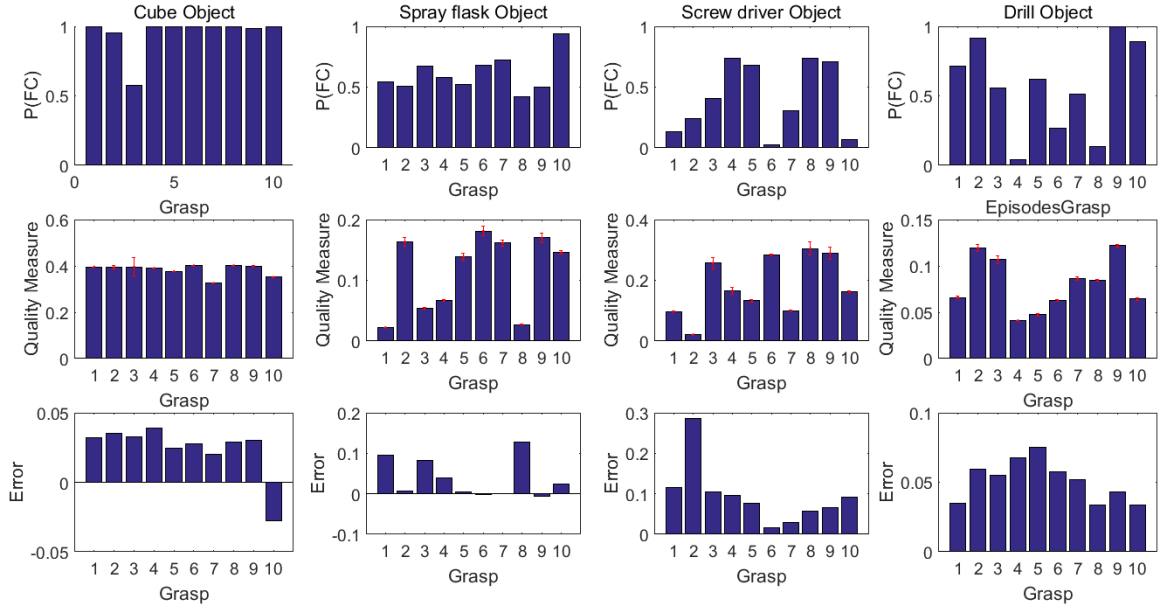 Cube Object Spray flask Object Screw driver Object Drill Object
P(FC) 1 0.5 0 0 5 10 Grasp
P(FC) 1 0.5 0 1 2 3 4 5 6 7 8 9 10 Grasp
P(FC) 1 0.5 0 1 2 3 4 5 6 7 8 9 10 Grasp
P(FC) 1 0.5 0 1 2 3 4 5 6 7 8 9 10 EpisodesGrasp
Quality Measure 0.6 0.4 0.2 0 1 2 3 4 5 6 7 8 9 10 Grasp
Quality Measure 0.2 0.1 0 1 2 3 4 5 6 7 8 9 10 Grasp
Quality Measure 0.4 0.2 0 1 2 3 4 5 6 7 8 9 10 Grasp
Quality Measure 0.15 0.1 0.05 0 1 2 3 4 5 6 7 8 9 10 Grasp
Error 0.05 0 -0.05 1 2 3 4 5 6 7 8 9 10 Grasp
Error 0.2 0.1 0 -0.1 1 2 3 4 5 6 7 8 9 10 Grasp
Error 0.3 0.2 0.1 0 1 2 3 4 5 6 7 8 9 10 Grasp
Error 0.1 0.05 0 1 2 3 4 5 6 7 8 9 10 Grasp